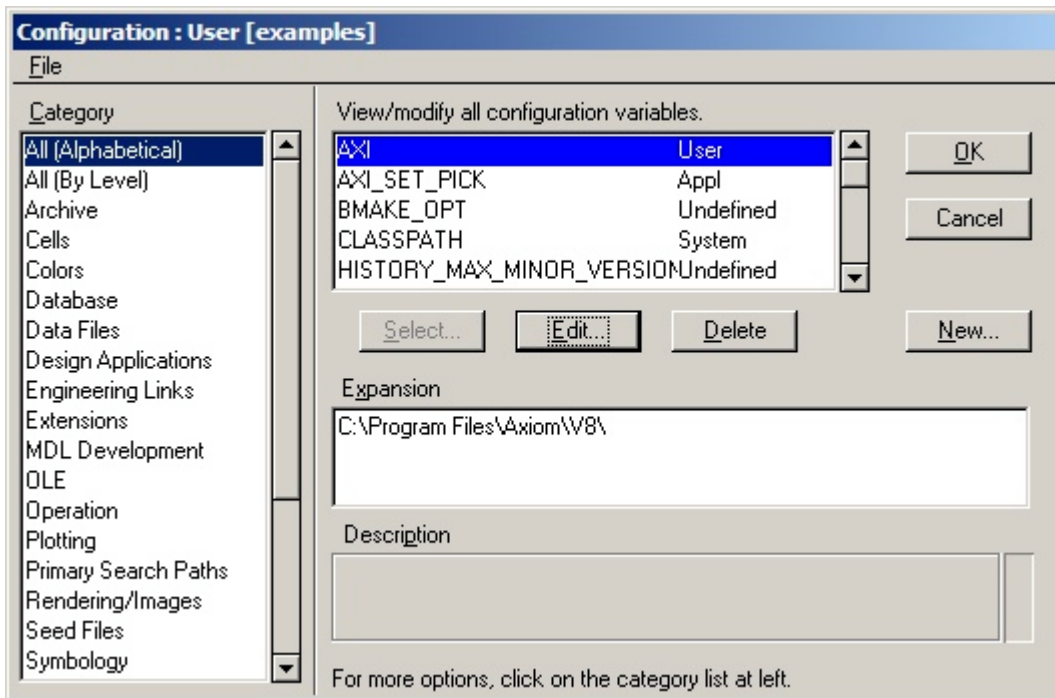 Configuration : User [examples]
File
Category
All (Alphabetical)
All (By Level)
Archive
Cells
Colors
Database
Data Files
Design Applications
Engineering Links
Extensions
MDL Development
OLE
Operation
Plotting
Primary Search Paths
Rendering/Images
Seed Files
Symbology
View/modify all configuration variables.
AXI User
AXI_SET_PICK Appl
BMAKE_OPT Undefined
CLASSPATH System
HISTORY_MAX_MINOR_VERSION Undefined
OK
Cancel
Select... Edit... Delete New...
Expansion
C:\Program Files\Axiom\V8\
Description
For more options, click on the category list at left.